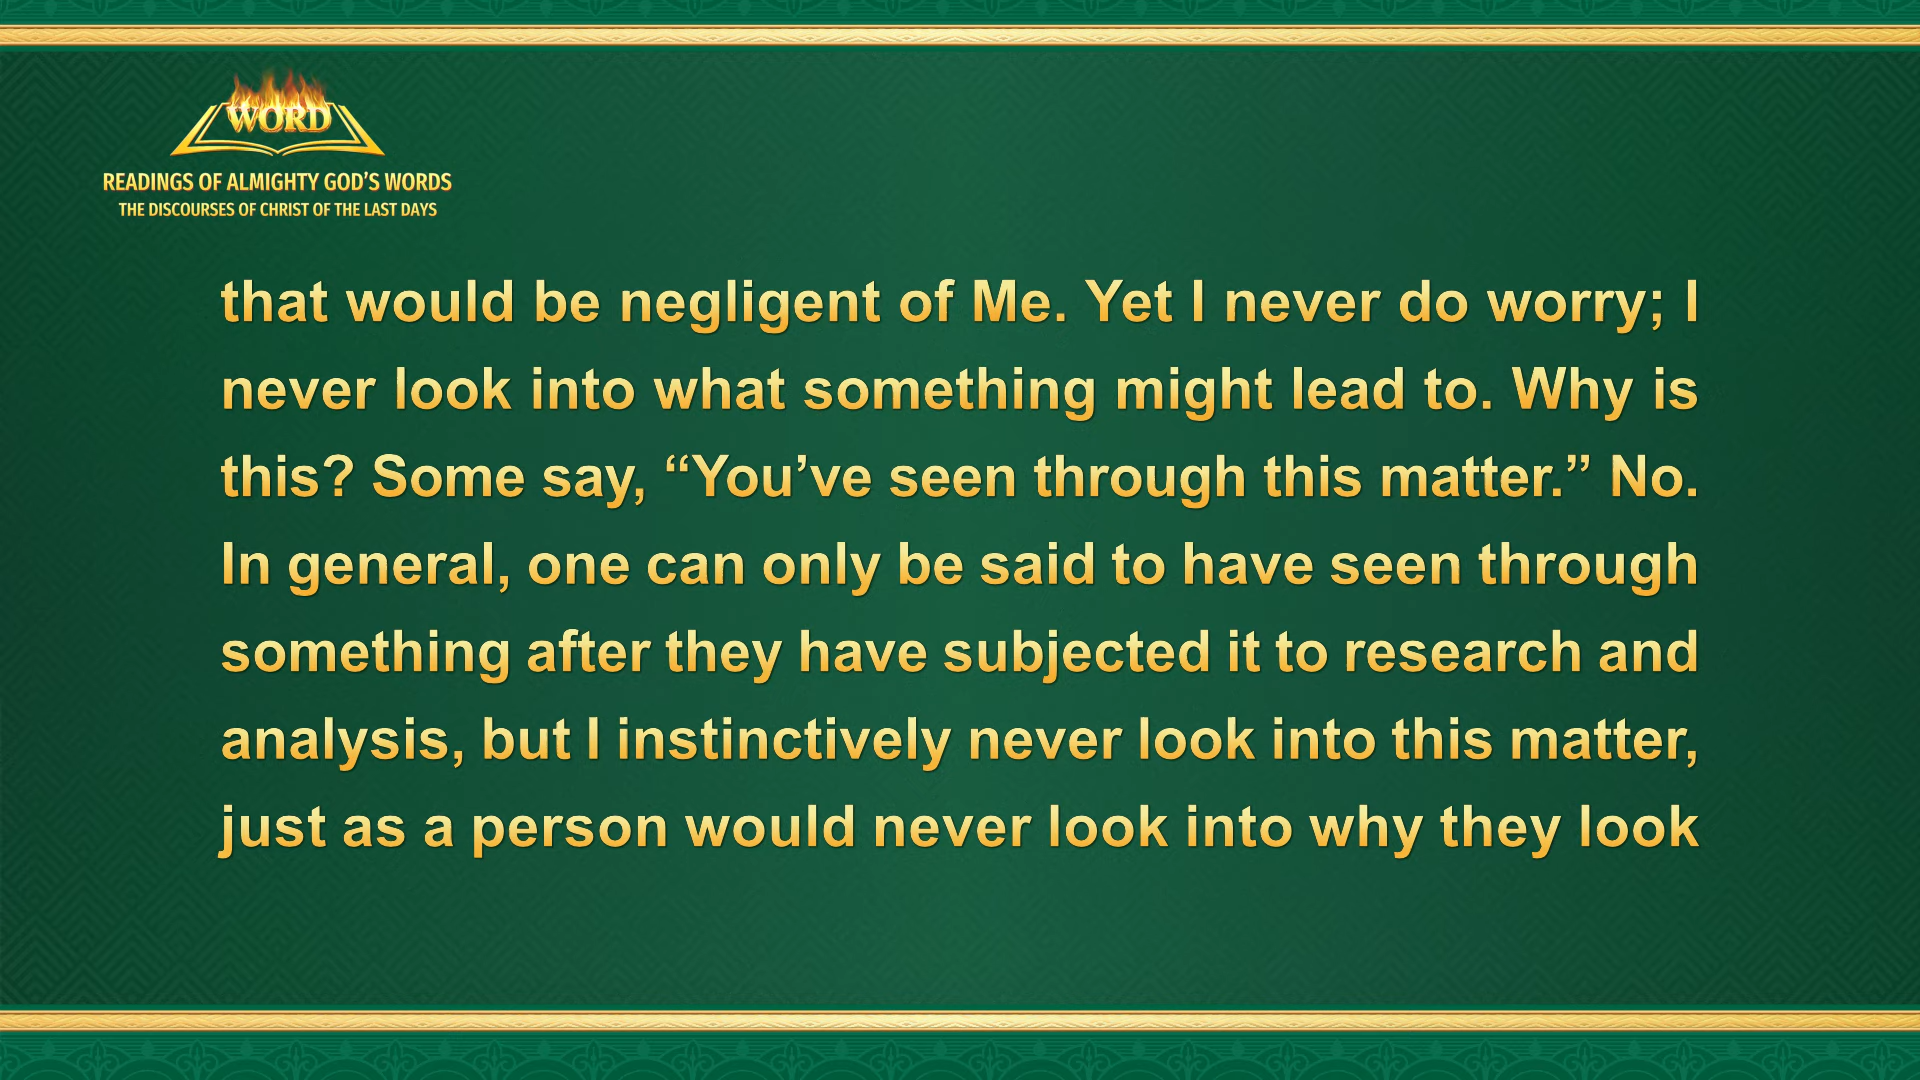 WORD
READINGS OF ALMIGHTY GOD’S WORDS
THE DISCOURSES OF CHRIST OF THE LAST DAYS
that would be negligent of Me. Yet I never do worry; I
never look into what something might lead to. Why is
this? Some say, “You’ve seen through this matter.” No.
In general, one can only be said to have seen through
something after they have subjected it to research and
analysis, but I instinctively never look into this matter,
just as a person would never look into why they look